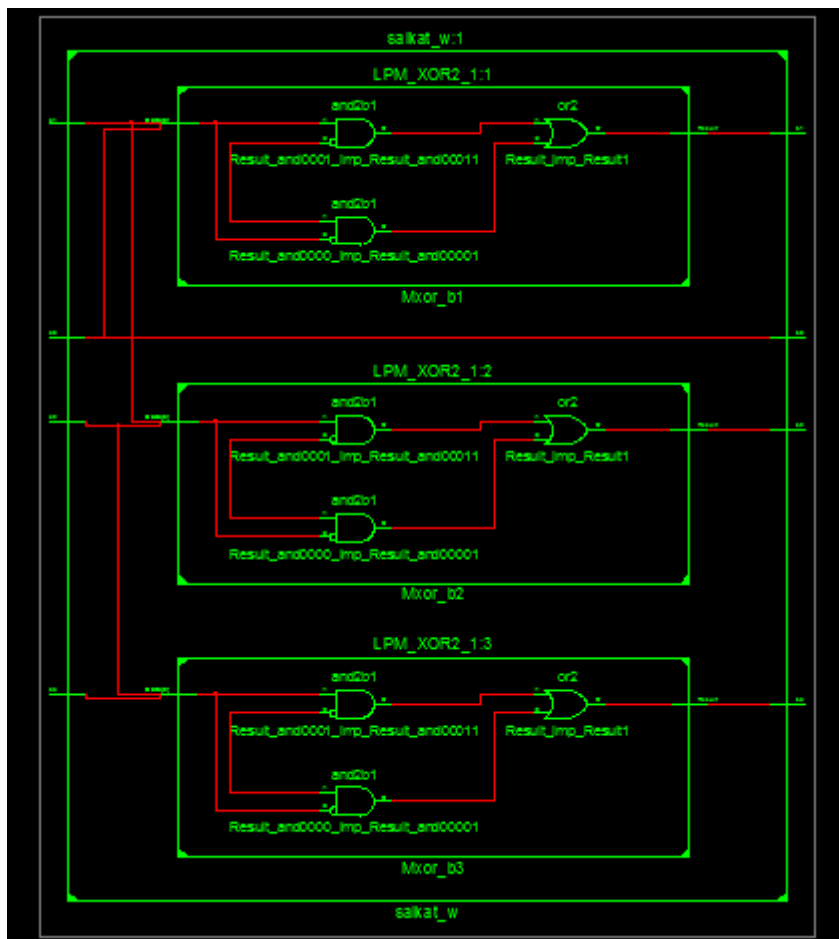 saikat_w:1
LPM_XOR2_1:1
and2b1
or2
Result_and0001_imp_Result_and00011
Result_imp_Result1
and2b1
Result_and0000_imp_Result_and00001
Mxor_b1
LPM_XOR2_1:2
and2b1
or2
Result_and0001_imp_Result_and00011
Result_imp_Result1
and2b1
Result_and0000_imp_Result_and00001
Mxor_b2
LPM_XOR2_1:3
and2b1
or2
Result_and0001_imp_Result_and00011
Result_imp_Result1
and2b1
Result_and0000_imp_Result_and00001
Mxor_b3
saikat_w